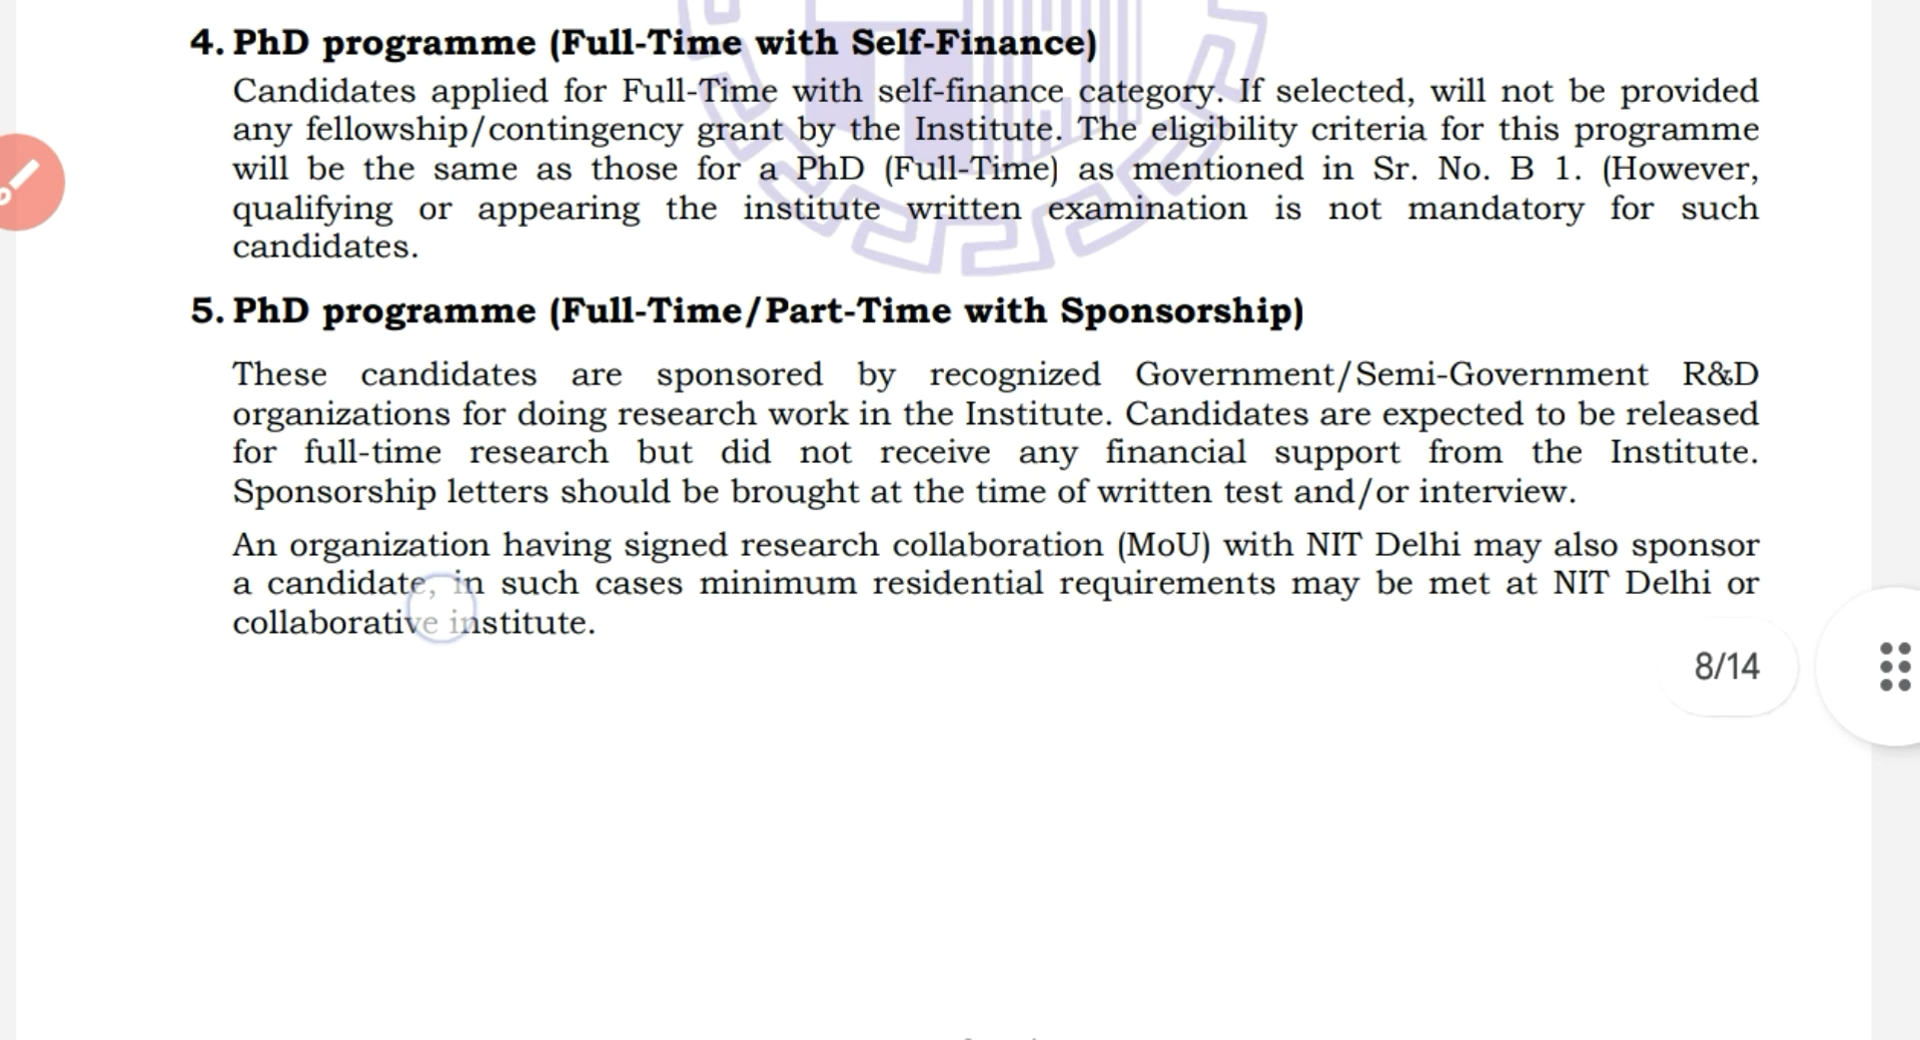 4. PhD programme (Full-Time with Self-Finance)
Candidates applied for Full-Time with self-finance category. If selected, will not be provided
any fellowship/contingency grant by the Institute. The eligibility criteria for this programme
will be the same as those for a PhD (Full-Time) as mentioned in Sr. No. B 1. (However,
qualifying or appearing the institute written examination is not mandatory for such
candidates.
5. PhD programme (Full-Time/Part-Time with Sponsorship)
These candidates are sponsored by recognized Government/Semi-Government R&D
organizations for doing research work in the Institute. Candidates are expected to be released
for full-time research but did not receive any financial support from the Institute.
Sponsorship letters should be brought at the time of written test and/or interview.
An organization having signed research collaboration (MoU) with NIT Delhi may also sponsor
a candidate, in such cases minimum residential requirements may be met at NIT Delhi or
collaborative institute.
8/14